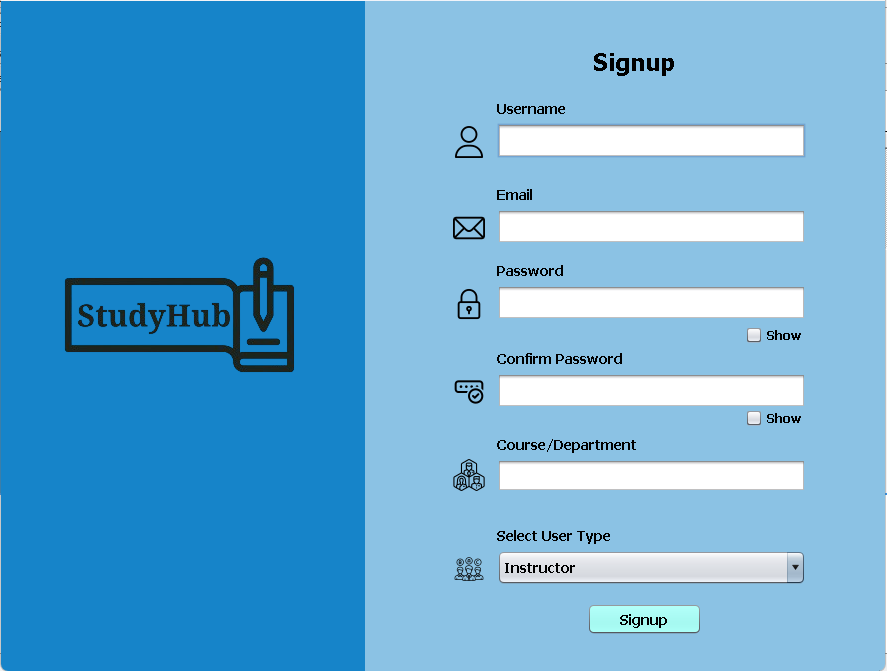 StudyHub
Signup
Username
Email
Password
Show
Confirm Password
Show
Course/Department
Select User Type
Instructor
Signup